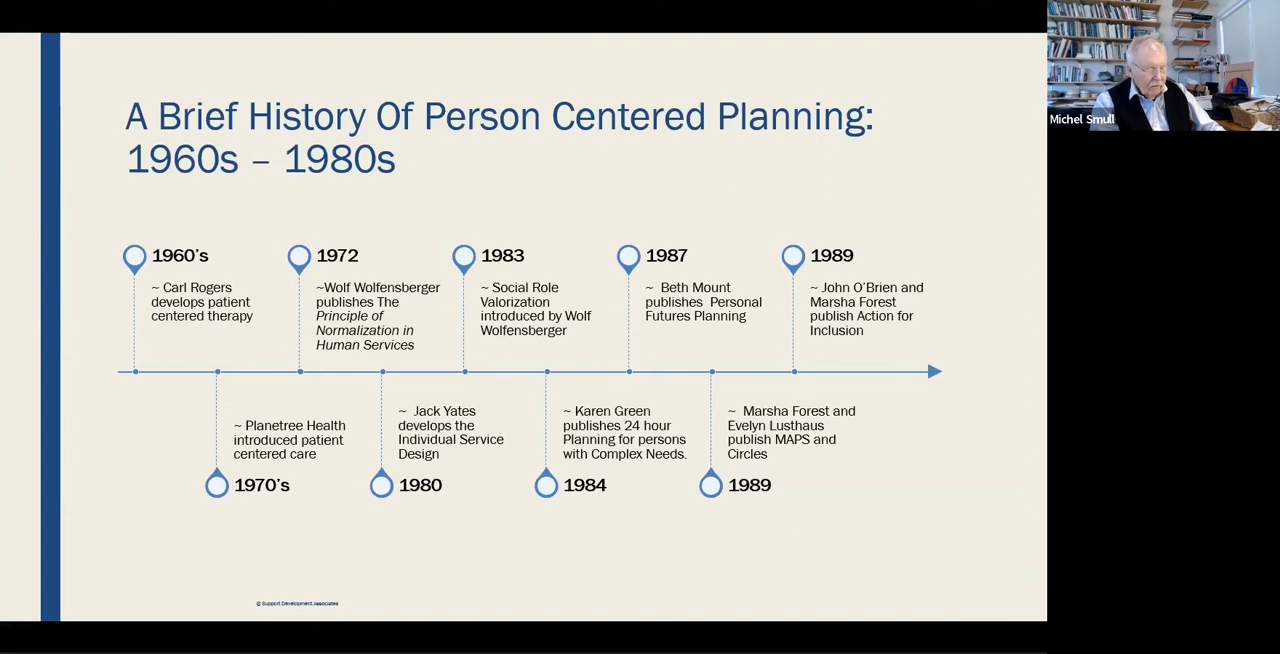 A Brief History Of Person Centered Planning:
1960s – 1980s
1960's
~ Carl Rogers
develops patient
centered therapy
1972
~Wolf Wolfensberger
publishes The
Principle of
Normalization in
Human Services
1983
~ Social Role
Valorization
introduced by Wolf
Wolfensberger
1987
~ Beth Mount
publishes Personal
Futures Planning
1989
~ John O'Brien and
Marsha Forest
publish Action for
Inclusion
~ Planetree Health
introduced patient
centered care
1970's
~ Jack Yates
develops the
Individual Service
Design
1980
~ Karen Green
publishes 24 hour
Planning for persons
with Complex Needs.
1984
~ Marsha Forest and
Evelyn Lusthaus
publish MAPS and
Circles
1989
© Support Development Associates
Michel Smull